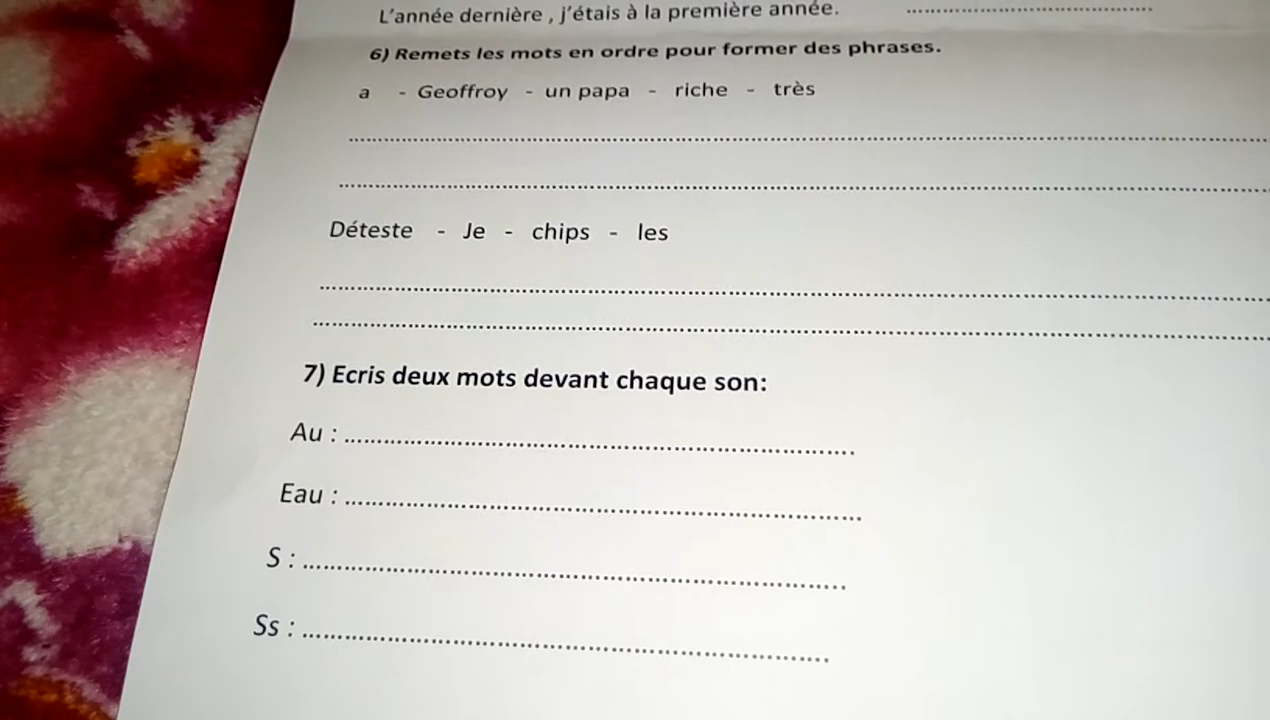 L'année dernière , j'étais à la première année. ......................................
6) Remets les mots en ordre pour former des phrases.
a - Geoffroy - un papa - riche - très
................................................................................
................................................................................
Déteste - Je - chips - les
................................................................................
................................................................................
7) Ecris deux mots devant chaque son:
Au : ................................................................................
Eau : ................................................................................
S : ................................................................................
Ss : ................................................................................